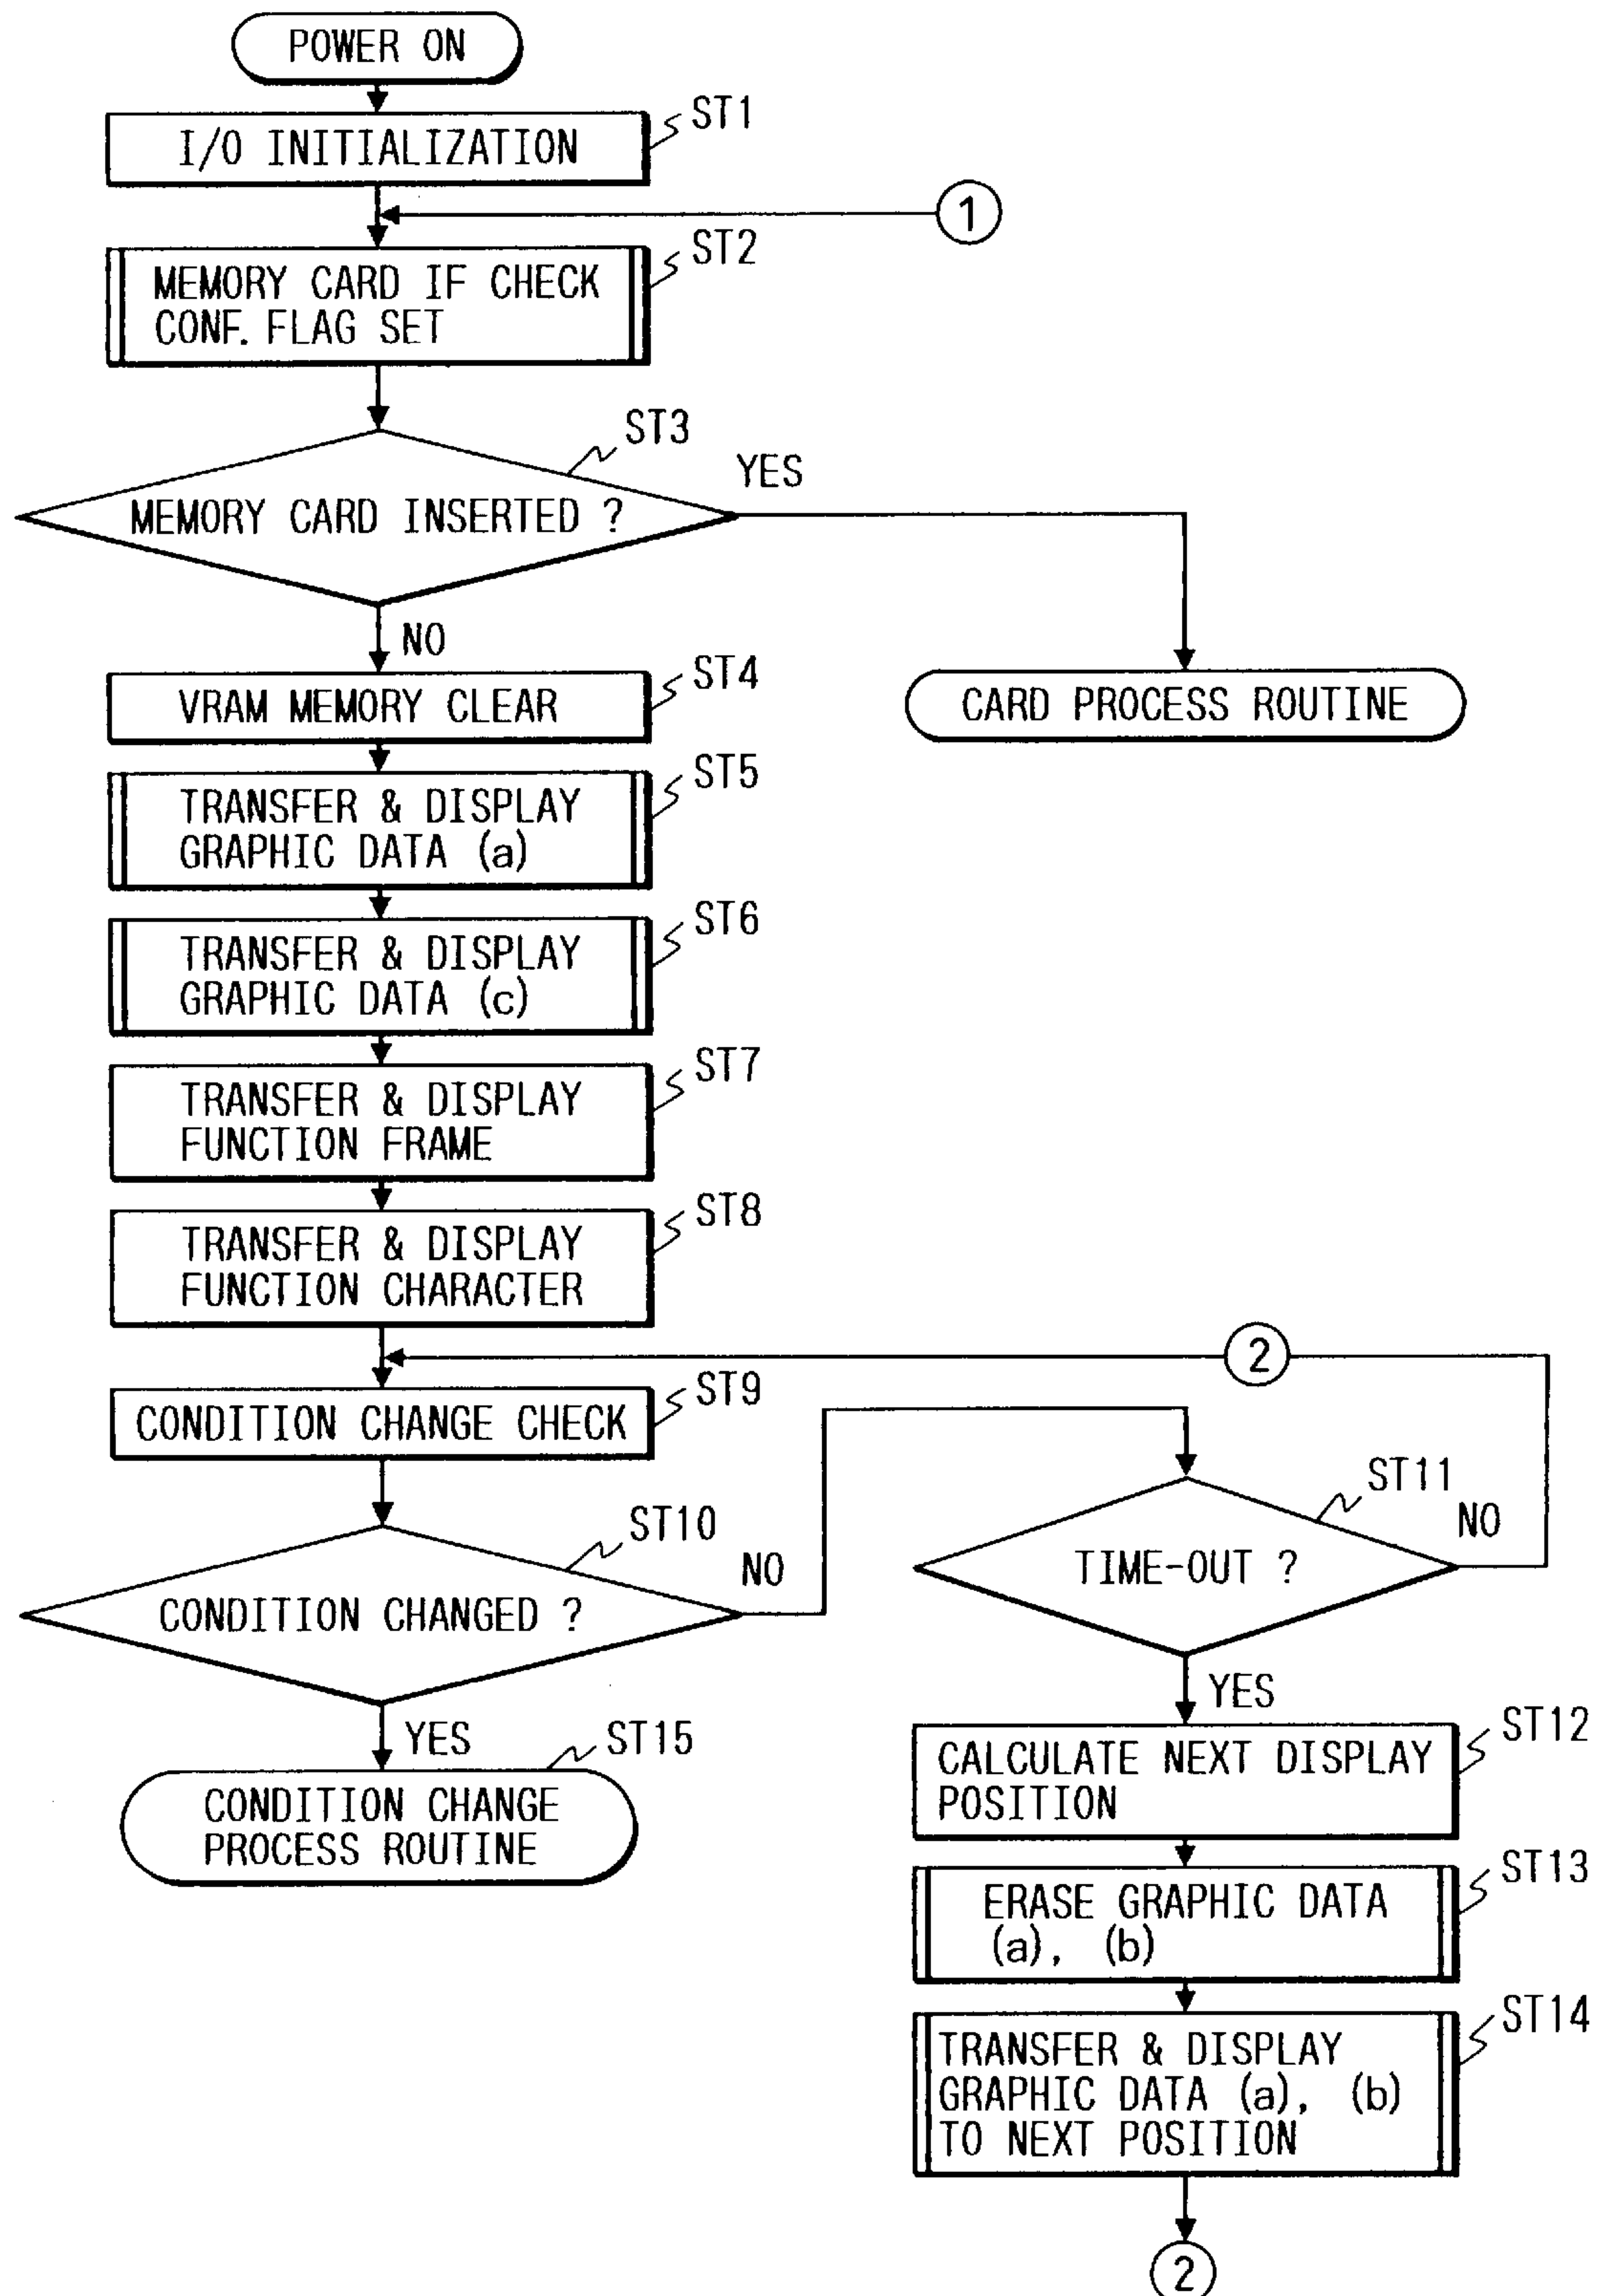 POWER ON
ST1
I/O INITIALIZATION
1
ST2
MEMORY CARD IF CHECK
CONF. FLAG SET
ST3
YES
MEMORY CARD INSERTED ?
NO
ST4
VRAM MEMORY CLEAR
CARD PROCESS ROUTINE
ST5
TRANSFER & DISPLAY
GRAPHIC DATA (a)
ST6
TRANSFER & DISPLAY
GRAPHIC DATA (c)
ST7
TRANSFER & DISPLAY
FUNCTION FRAME
ST8
TRANSFER & DISPLAY
FUNCTION CHARACTER
2
ST9
CONDITION CHANGE CHECK
ST10
NO
CONDITION CHANGED ?
YES
ST15
CONDITION CHANGE
PROCESS ROUTINE
ST11
NO
TIME-OUT ?
YES
ST12
CALCULATE NEXT DISPLAY
POSITION
ST13
ERASE GRAPHIC DATA
(a), (b)
ST14
TRANSFER & DISPLAY
GRAPHIC DATA (a), (b)
TO NEXT POSITION
2